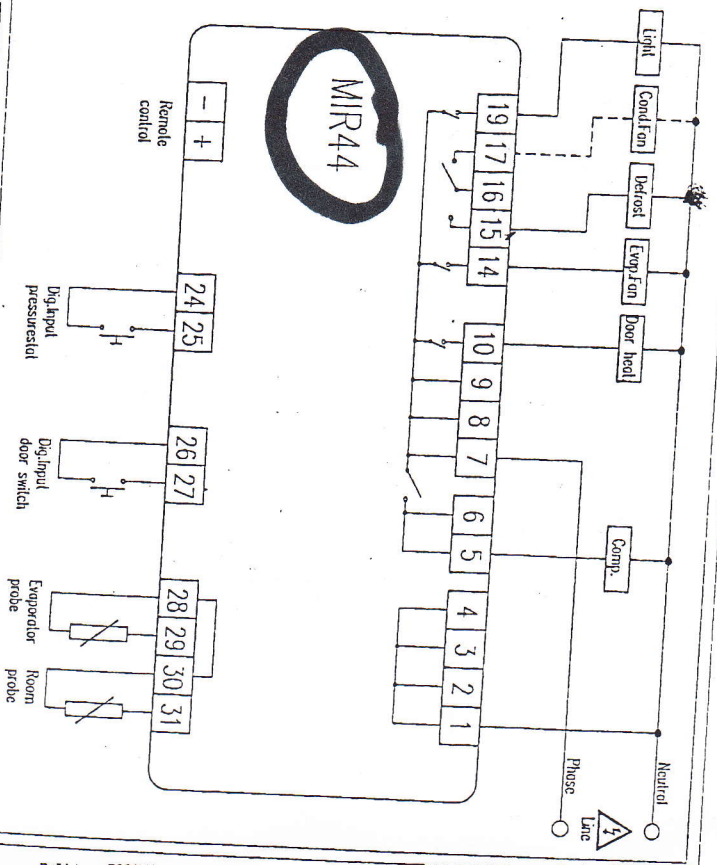 Light
Cond.Fan
Defrost
Evap.Fan
Door heat
Comp.
Neutral
Phase
Line
19 17 16 15 14 10 9 8 7 6 5 4 3 2 1
MIR44
- +
Remote
control
24 25
Dig.Input
pressurestat
26 27
Dig.Input
door switch
28 29 30 31
Evaporator
probe
Room
probe